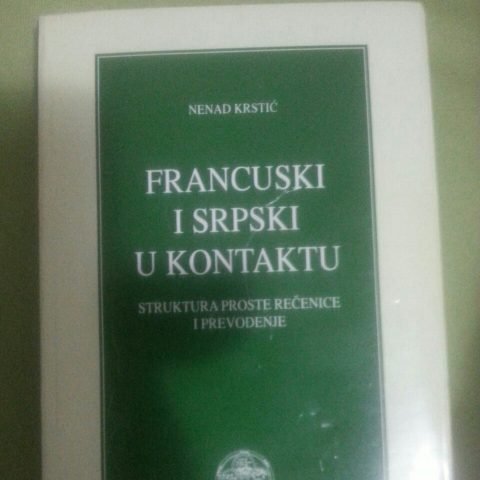 NENAD KRSTIĆ
FRANCUSKI
I SRPSKI
U KONTAKTU
STRUKTURA PROSTE REČENICE
I PREVOĐENJE